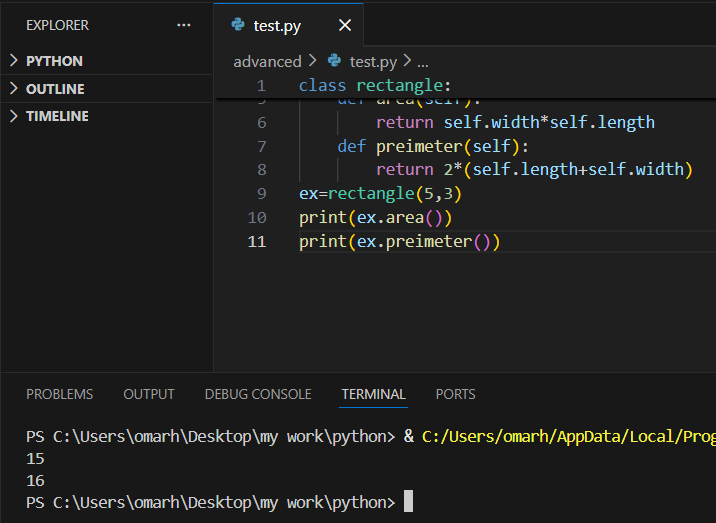 EXPLORER ...
PYTHON
OUTLINE
TIMELINE
test.py
advanced > test.py > ...
1 class rectangle:
5 def area(self):
6 return self.width*self.length
7 def preimeter(self):
8 return 2*(self.length+self.width)
9 ex=rectangle(5,3)
10 print(ex.area())
11 print(ex.preimeter())
PROBLEMS OUTPUT DEBUG CONSOLE TERMINAL PORTS
PS C:\Users\omarh\Desktop\my work\python> & C:/Users/omarh/AppData/Local/Prog
15
16
PS C:\Users\omarh\Desktop\my work\python>